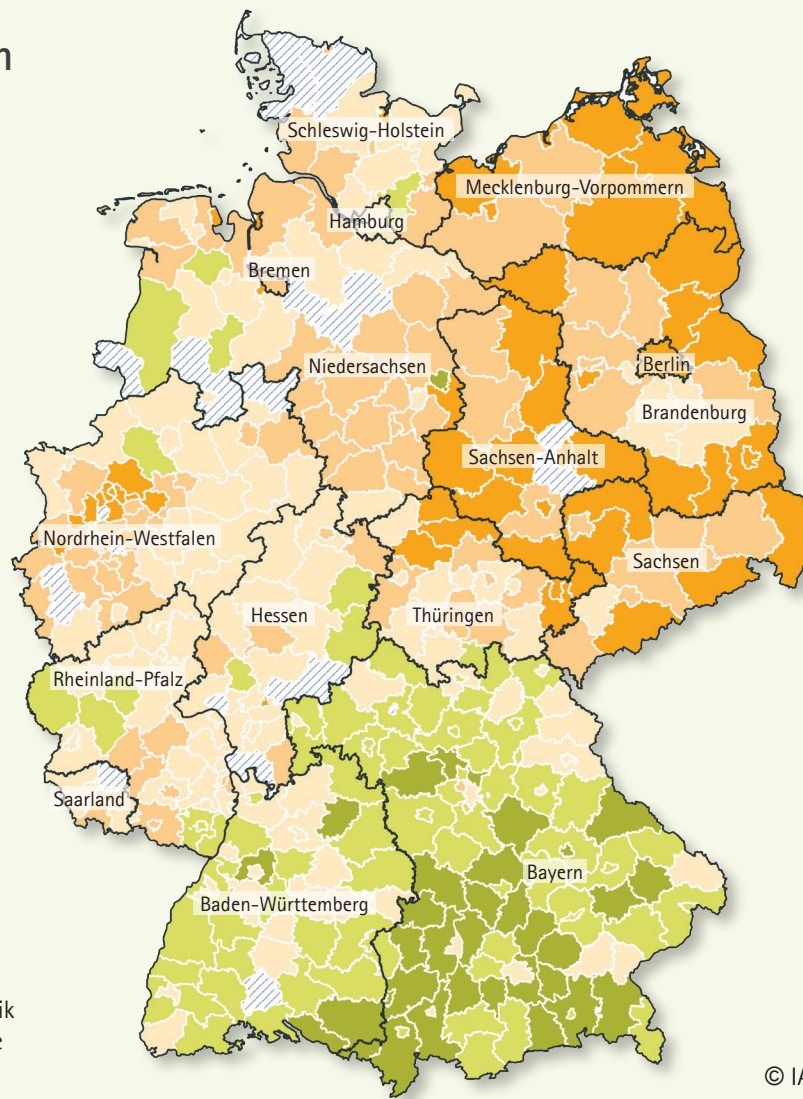 Schleswig-Holstein
Mecklenburg-Vorpommern
Hamburg
Bremen
Niedersachsen
Berlin
Brandenburg
Sachsen-Anhalt
Nordrhein-Westfalen
Sachsen
Hessen
Thüringen
Rheinland-Pfalz
Saarland
Bayern
Baden-Württemberg